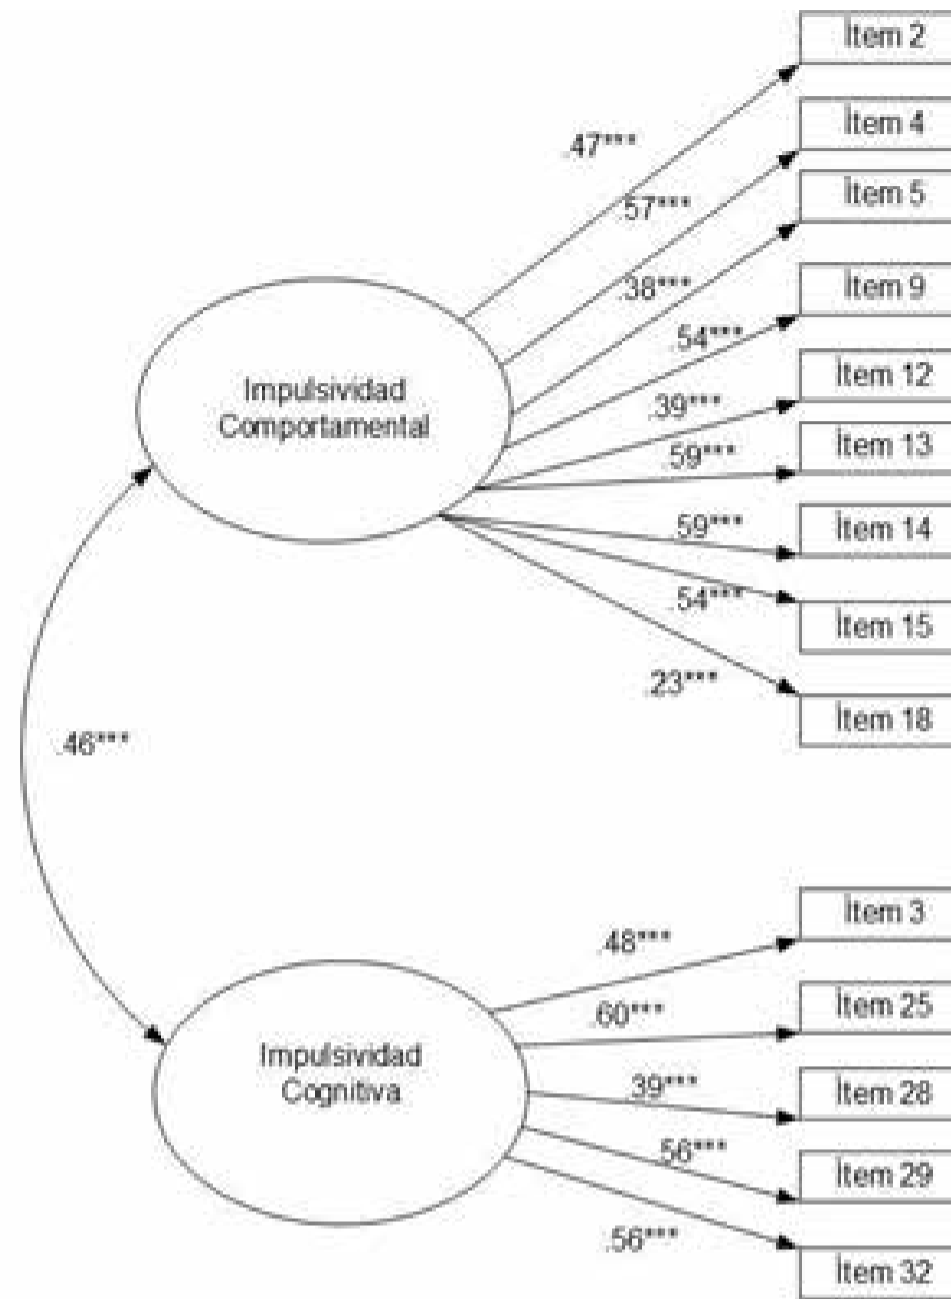 Ítem 2
.47***
Ítem 4
.57***
Ítem 5
.38***
Ítem 9
.54***
Impulsividad
Comportamental
Ítem 12
.39***
Ítem 13
.59***
Ítem 14
.59***
Ítem 15
.54***
.23***
Ítem 18
.46***
Ítem 3
.48***
Ítem 25
.60***
Impulsividad
Cognitiva
Ítem 28
.39***
Ítem 29
.56***
.56***
Ítem 32